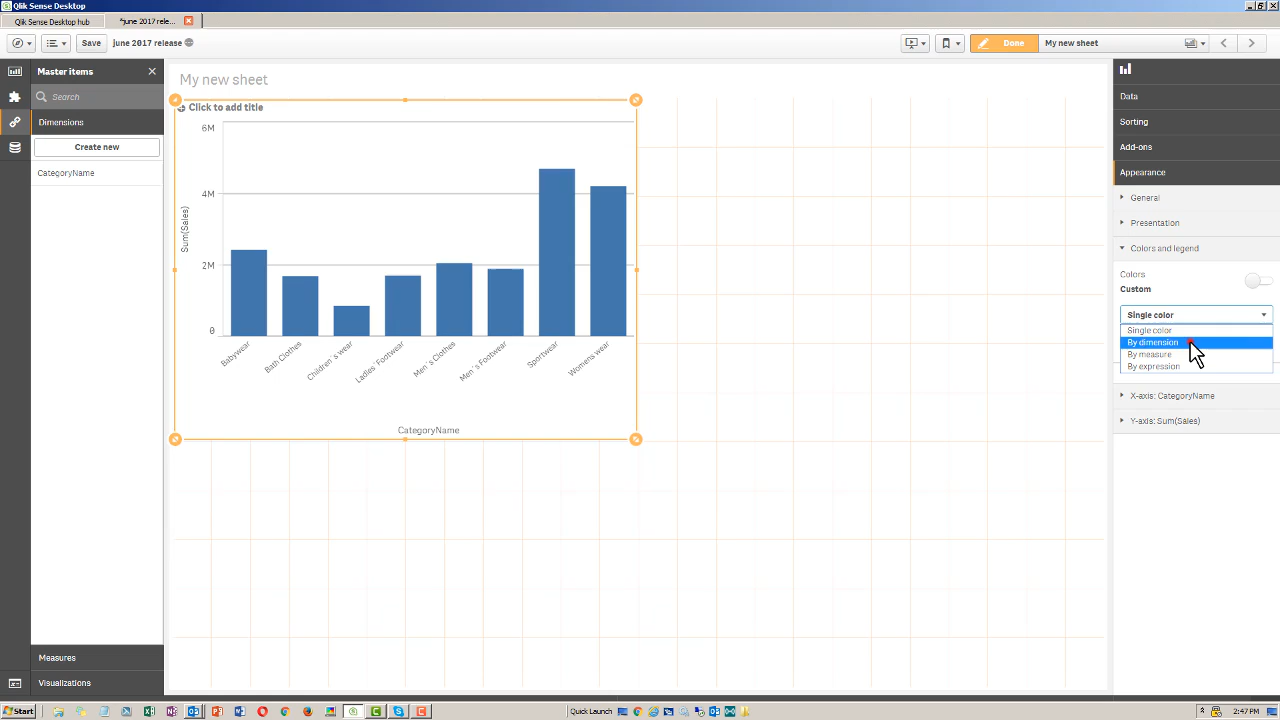 Qlik Sense Desktop
Qlik Sense Desktop hub
*june 2017 rele...
Save
june 2017 release
Done
My new sheet
Master items
Search
Dimensions
Create new
CategoryName
Measures
Visualizations
My new sheet
Click to add title
6M
4M
2M
0
Sum(Sales)
Babywear
Bath Clothes
Children´s wear
Ladies´ Footwear
Men´s Clothes
Men´s Footwear
Sportwear
Womens wear
CategoryName
Data
Sorting
Add-ons
Appearance
General
Presentation
Colors and legend
Colors
Custom
Single color
Single color
By dimension
By measure
By expression
X-axis: CategoryName
Y-axis: Sum(Sales)
Start
Quick Launch
2:47 PM